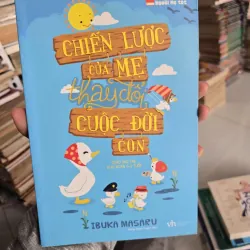 CHIẾN LƯỢC
CỦA MẸ
thay đổi
CUỘC ĐỜI
CON
IBUKA MASARU